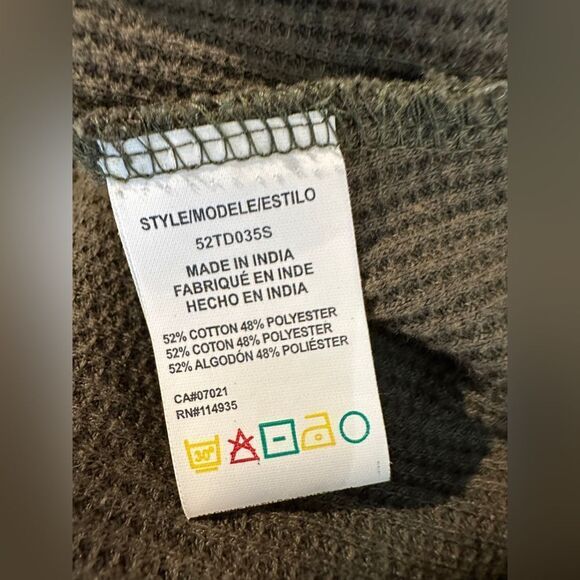 STYLE/MODELE/ESTILO
52TD035S
MADE IN INDIA
FABRIQUÉ EN INDE
HECHO EN INDIA
52% COTTON 48% POLYESTER
52% COTON 48% POLYESTER
52% ALGODÓN 48% POLIÉSTER
CA#07021
RN#114935
30°